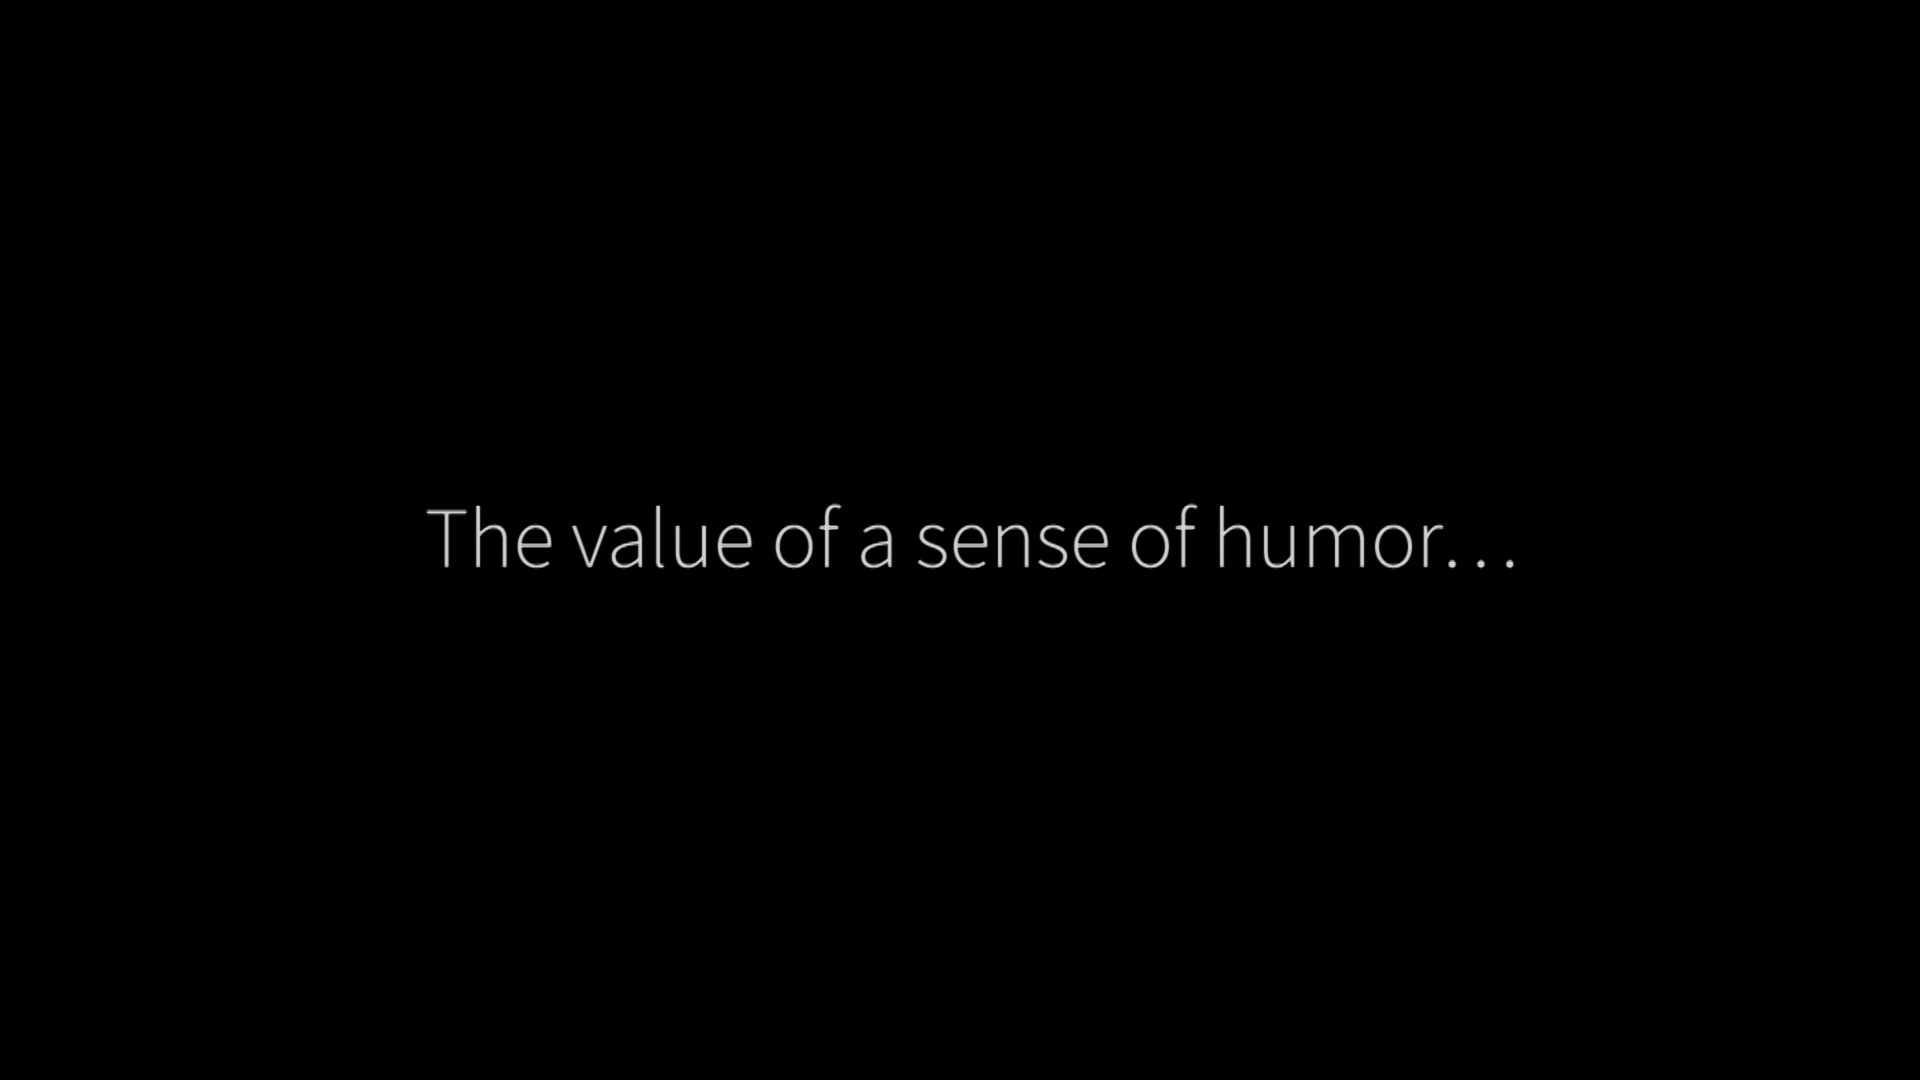 The value of a sense of humor…